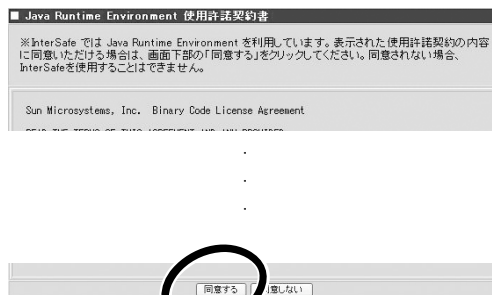 ■ Java Runtime Environment 使用許諾契約書
※InterSafe では Java Runtime Environment を利用しています。表示された使用許諾契約の内容
に同意いただける場合は、画面下部の「同意する」をクリックしてください。同意されない場合、
InterSafeを使用することはできません。
Sun Microsystems, Inc. Binary Code License Agreement
同意する
意しない